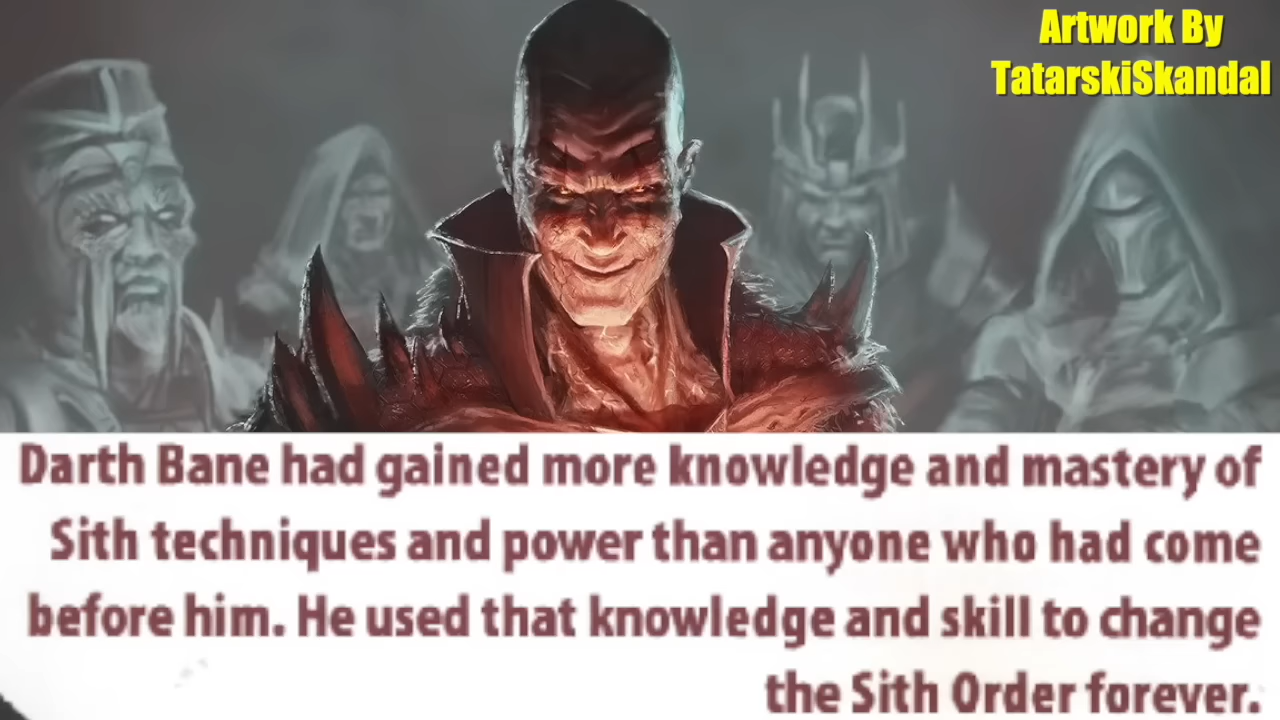 Artwork By
TatarskiSkandal
Darth Bane had gained more knowledge and mastery of
Sith techniques and power than anyone who had come
before him. He used that knowledge and skill to change
the Sith Order forever.